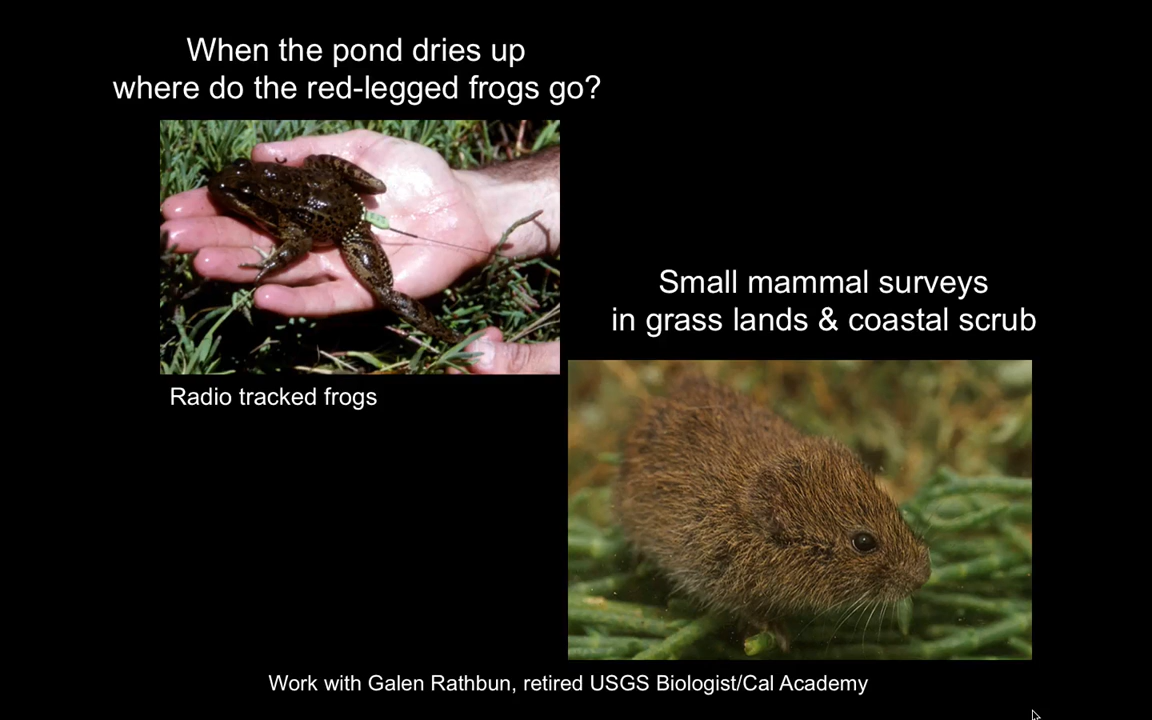 When the pond dries up
where do the red-legged frogs go?
Radio tracked frogs
Small mammal surveys
in grass lands & coastal scrub
Work with Galen Rathbun, retired USGS Biologist/Cal Academy